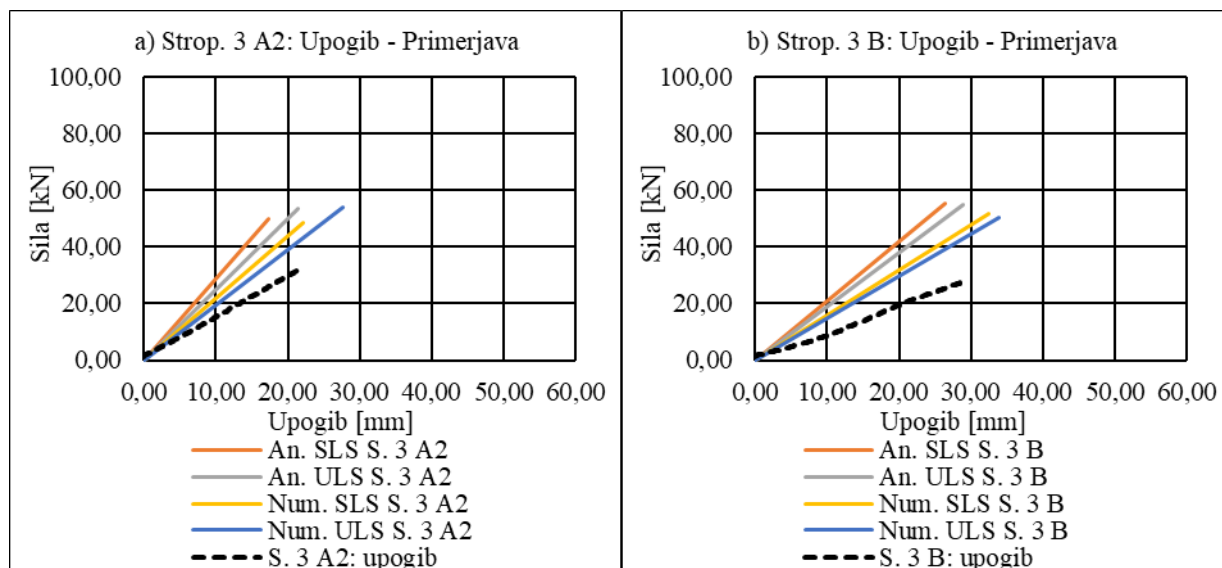 a) Strop. 3 A2: Upogib - Primerjava
100,00
80,00
60,00
40,00
20,00
0,00
Sila [kN]
0,00 10,00 20,00 30,00 40,00 50,00 60,00
Upogib [mm]
An. SLS S. 3 A2
An. ULS S. 3 A2
Num. SLS S. 3 A2
Num. ULS S. 3 A2
S. 3 A2: upogib
b) Strop. 3 B: Upogib - Primerjava
100,00
80,00
60,00
40,00
20,00
0,00
Sila [kN]
0,00 10,00 20,00 30,00 40,00 50,00 60,00
Upogib [mm]
An. SLS S. 3 B
An. ULS S. 3 B
Num. SLS S. 3 B
Num. ULS S. 3 B
S. 3 B: upogib